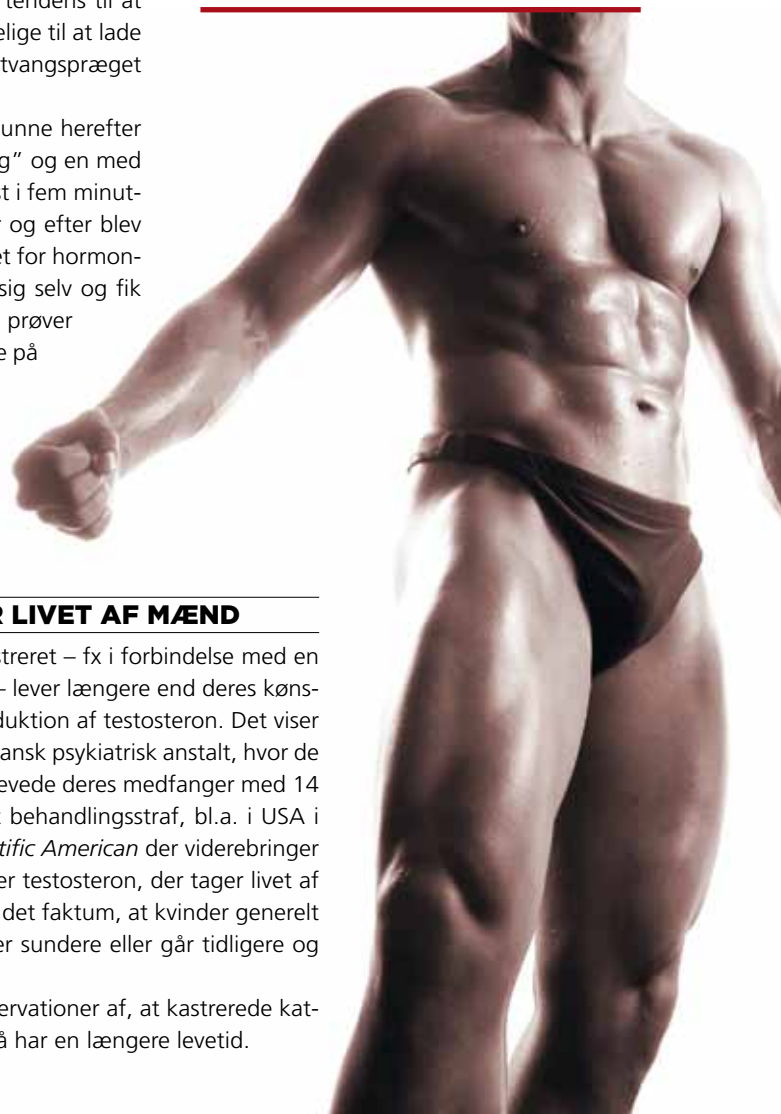 tendens til at
elige til at lade
tvangspræget
unne herefter
g” og en med
st i fem minut-
r og efter blev
et for hormon-
sig selv og fik
prøver
e på
R LIVET AF MÆND
streret – fx i forbindelse med en
– lever længere end deres køns-
duktion af testosteron. Det viser
ansk psykiatrisk anstalt, hvor de
evede deres medfanger med 14
t behandlingsstraf, bl.a. i USA i
tific American der viderebringer
er testosteron, der tager livet af
det faktum, at kvinder generelt
er sundere eller går tidligere og
ervationer af, at kastrerede kat-
å har en længere levetid.